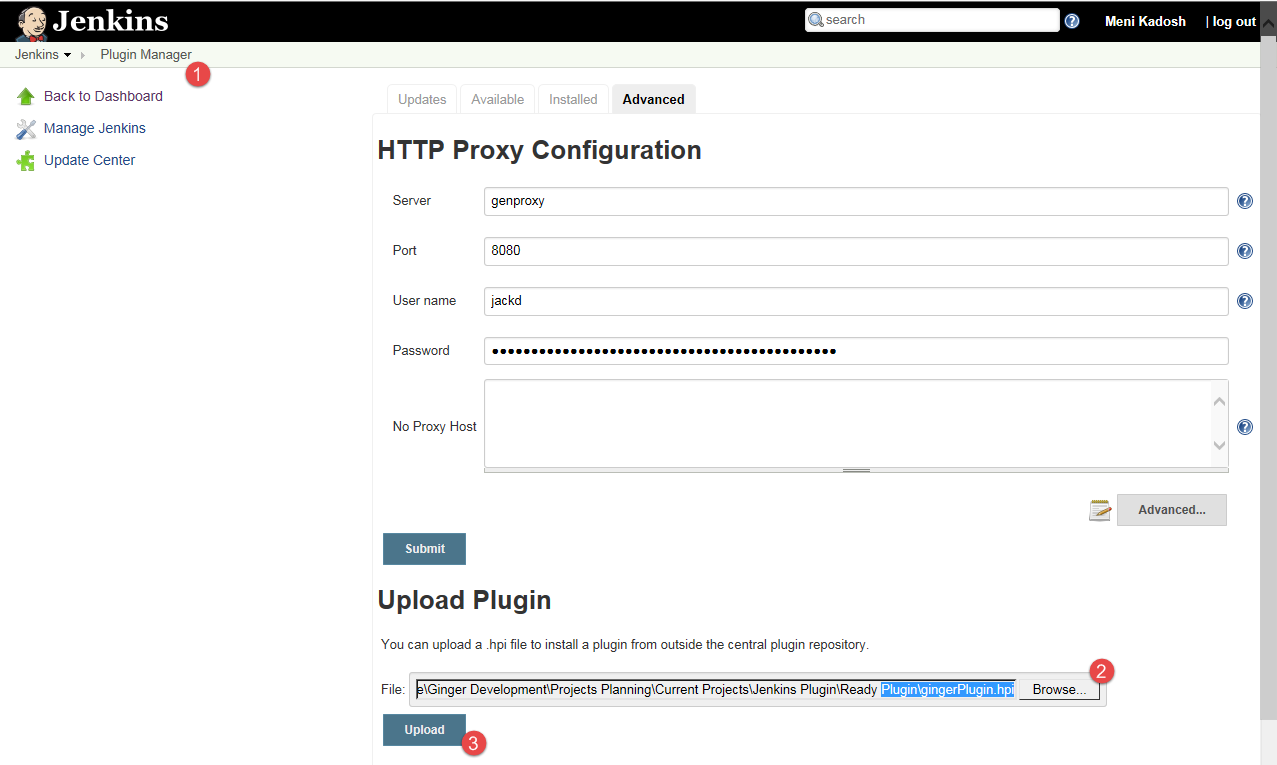 Jenkins
search
Meni Kadosh | log out
Jenkins Plugin Manager
1
Back to Dashboard
Manage Jenkins
Update Center
Updates Available Installed Advanced
HTTP Proxy Configuration
Server genproxy
Port 8080
User name jackd
Password ●●●●●●●●●●●●●●●●●●●●●●●●●●●●●●●●●●●●●●●●●●●●
No Proxy Host
Advanced...
Submit
Upload Plugin
You can upload a .hpi file to install a plugin from outside the central plugin repository.
2
File: e\Ginger Development\Projects Planning\Current Projects\Jenkins Plugin\Ready Plugin\gingerPlugin.hpi Browse...
Upload
3